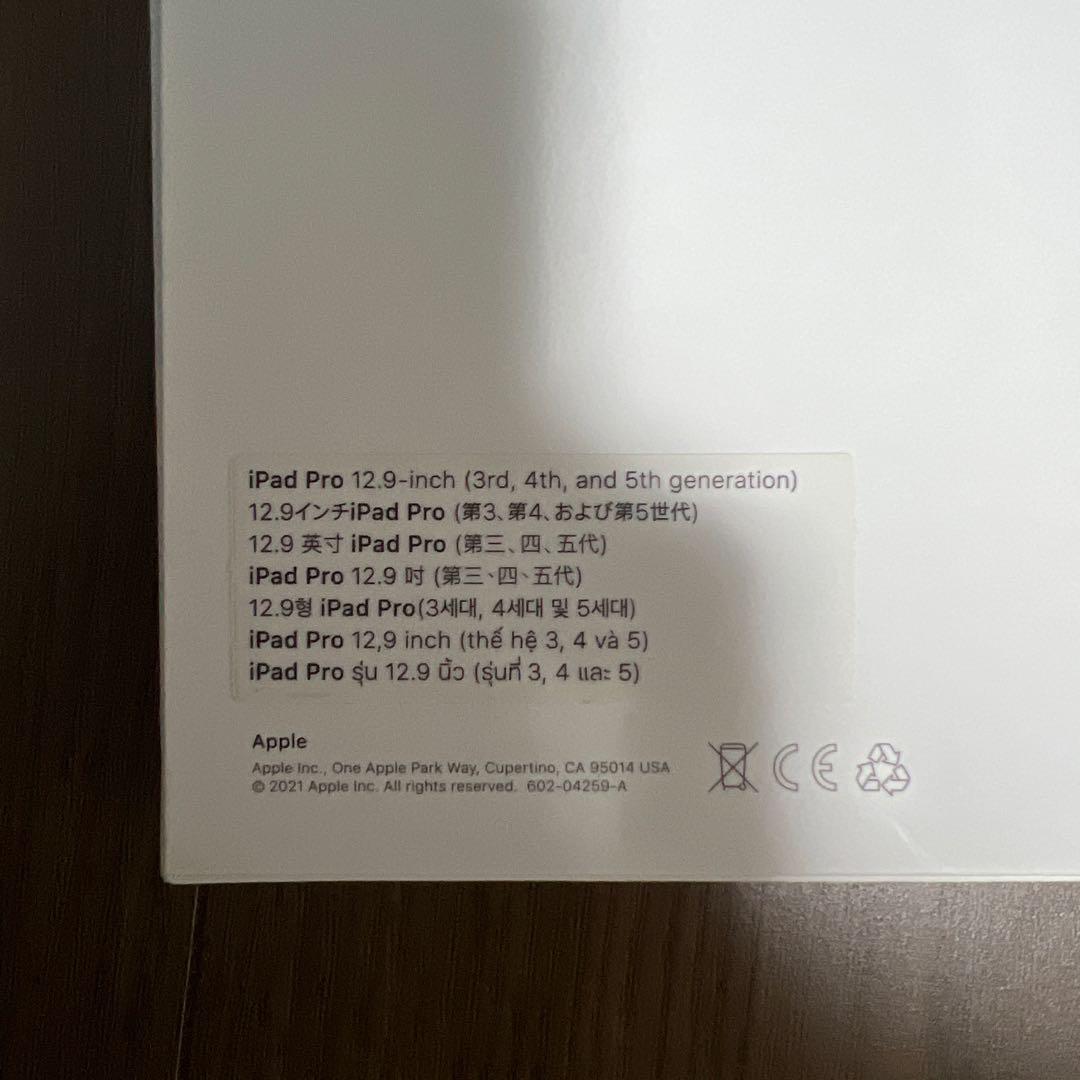 iPad Pro 12.9-inch (3rd, 4th, and 5th generation)
12.9インチiPad Pro (第3、第4、および第5世代)
12.9 英寸 iPad Pro (第三、四、五代)
iPad Pro 12.9 吋 (第三、四、五代)
12.9형 iPad Pro(3세대, 4세대 및 5세대)
iPad Pro 12,9 inch (thế hệ 3, 4 và 5)
iPad Pro รุ่น 12.9 นิ้ว (รุ่นที่ 3, 4 และ 5)
Apple
Apple Inc., One Apple Park Way, Cupertino, CA 95014 USA
© 2021 Apple Inc. All rights reserved. 602-04259-A
CE